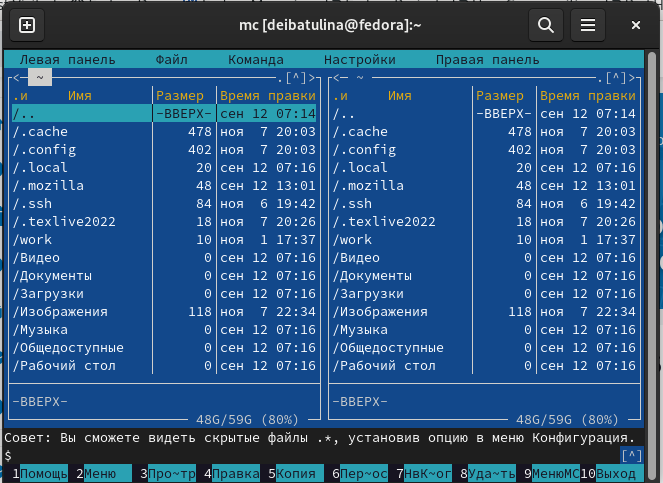 mc [deibatulina@fedora]:~
Левая панель Файл Команда Настройки Правая панель
<─ ~ ─.[^]> <─ ~ ─.[^]>
.и Имя Размер Время правки .и Имя Размер Время правки
/.. -ВВЕРХ- сен 12 07:14 /.. -ВВЕРХ- сен 12 07:14
/.cache 478 ноя 7 20:03 /.cache 478 ноя 7 20:03
/.config 402 ноя 7 20:03 /.config 402 ноя 7 20:03
/.local 20 сен 12 07:16 /.local 20 сен 12 07:16
/.mozilla 48 сен 12 13:01 /.mozilla 48 сен 12 13:01
/.ssh 84 ноя 6 19:42 /.ssh 84 ноя 6 19:42
/.texlive2022 18 ноя 7 20:26 /.texlive2022 18 ноя 7 20:26
/work 10 ноя 1 17:37 /work 10 ноя 1 17:37
/Видео 0 сен 12 07:16 /Видео 0 сен 12 07:16
/Документы 0 сен 12 07:16 /Документы 0 сен 12 07:16
/Загрузки 0 сен 12 07:16 /Загрузки 0 сен 12 07:16
/Изображения 118 ноя 7 22:34 /Изображения 118 ноя 7 22:34
/Музыка 0 сен 12 07:16 /Музыка 0 сен 12 07:16
/Общедоступные 0 сен 12 07:16 /Общедоступные 0 сен 12 07:16
/Рабочий стол 0 сен 12 07:16 /Рабочий стол 0 сен 12 07:16
-ВВЕРХ- -ВВЕРХ-
48G/59G (80%) 48G/59G (80%)
Совет: Вы сможете видеть скрытые файлы .*, установив опцию в меню Конфигурация.
$ [^]
1Помощь 2Меню 3Про~тр 4Правка 5Копия 6Пер~ос 7НвК~ог 8Уда~ть 9МенюMC 10Выход